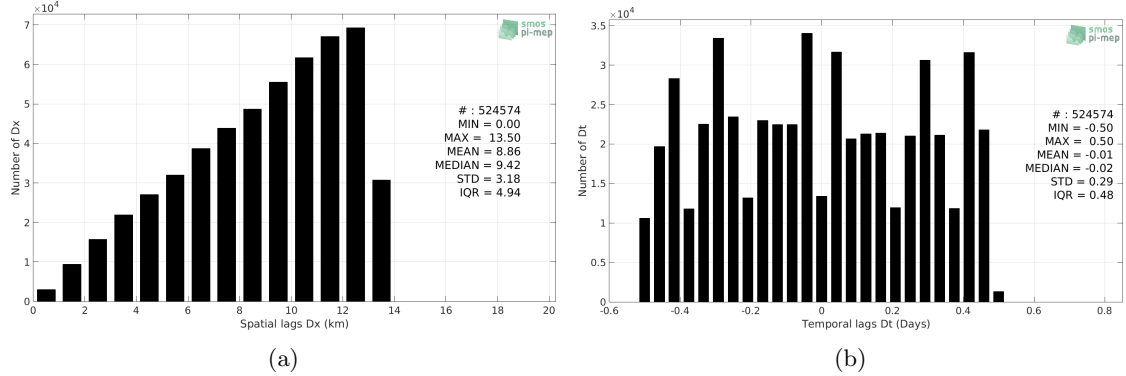 ×10⁴
7
6
5
4
3
2
1
0
Number of Dx
0 2 4 6 8 10 12 14 16 18 20
Spatial lags Dx (km)
smos
pi-mep
# : 524574
MIN = 0.00
MAX = 13.50
MEAN = 8.86
MEDIAN = 9.42
STD = 3.18
IQR = 4.94
(a)
×10⁴
3.5
3
2.5
2
1.5
1
0.5
0
Number of Dt
-0.6 -0.4 -0.2 0 0.2 0.4 0.6 0.8
Temporal lags Dt (Days)
smos
pi-mep
# : 524574
MIN = -0.50
MAX = 0.50
MEAN = -0.01
MEDIAN = -0.02
STD = 0.29
IQR = 0.48
(b)